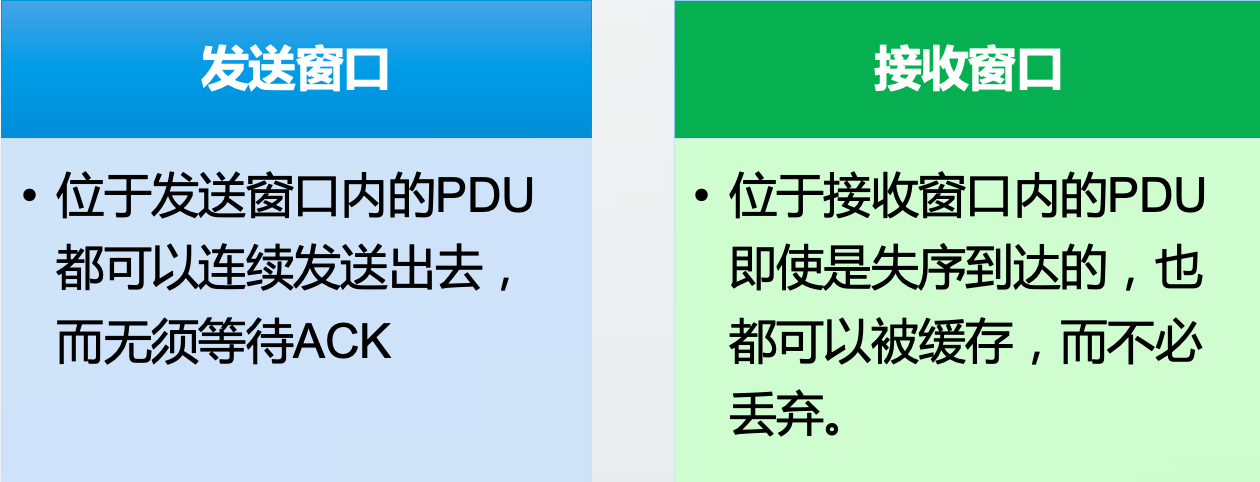 发送窗口
• 位于发送窗口内的PDU
都可以连续发送出去，
而无须等待ACK
接收窗口
• 位于接收窗口内的PDU
即使是失序到达的，也
都可以被缓存，而不必
丢弃。